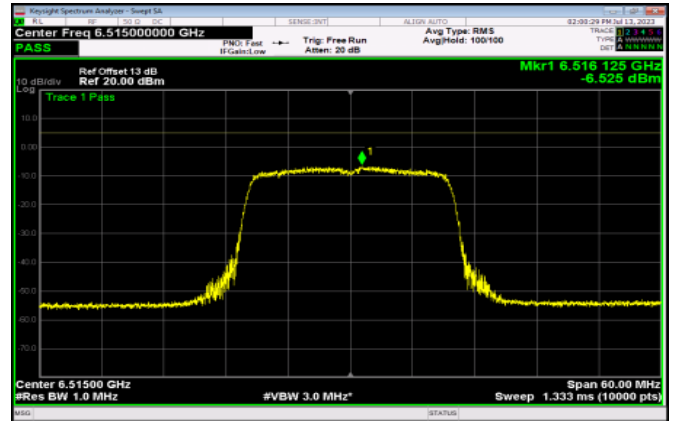 Keysight Spectrum Analyzer - Swept SA
RL RF 50 Ω DC SENSE:INT ALIGN AUTO 02:00:29 PM Jul 13, 2023
Center Freq 6.515000000 GHz
PNO: Fast
IFGain:Low
Trig: Free Run
Atten: 20 dB
Avg Type: RMS
Avg|Hold: 100/100
TRACE 1 2 3 4 5 6
TYPE A WWWWW
DET A N N N N N
PASS
Mkr1 6.516 125 GHz
-6.525 dBm
Ref Offset 13 dB
10 dB/div Ref 20.00 dBm
Log
Trace 1 Pass
10.0
0.00
-10.0
-20.0
-30.0
-40.0
-50.0
-60.0
-70.0
1
Center 6.51500 GHz Span 60.00 MHz
#Res BW 1.0 MHz #VBW 3.0 MHz* Sweep 1.333 ms (10000 pts)
MSG STATUS